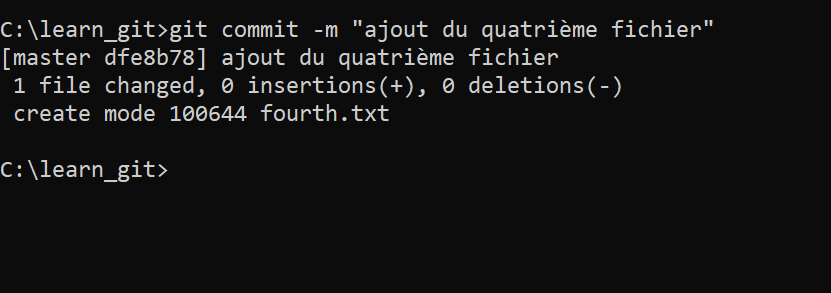 C:\learn_git>git commit -m "ajout du quatrième fichier"
[master dfe8b78] ajout du quatrième fichier
 1 file changed, 0 insertions(+), 0 deletions(-)
 create mode 100644 fourth.txt
C:\learn_git>